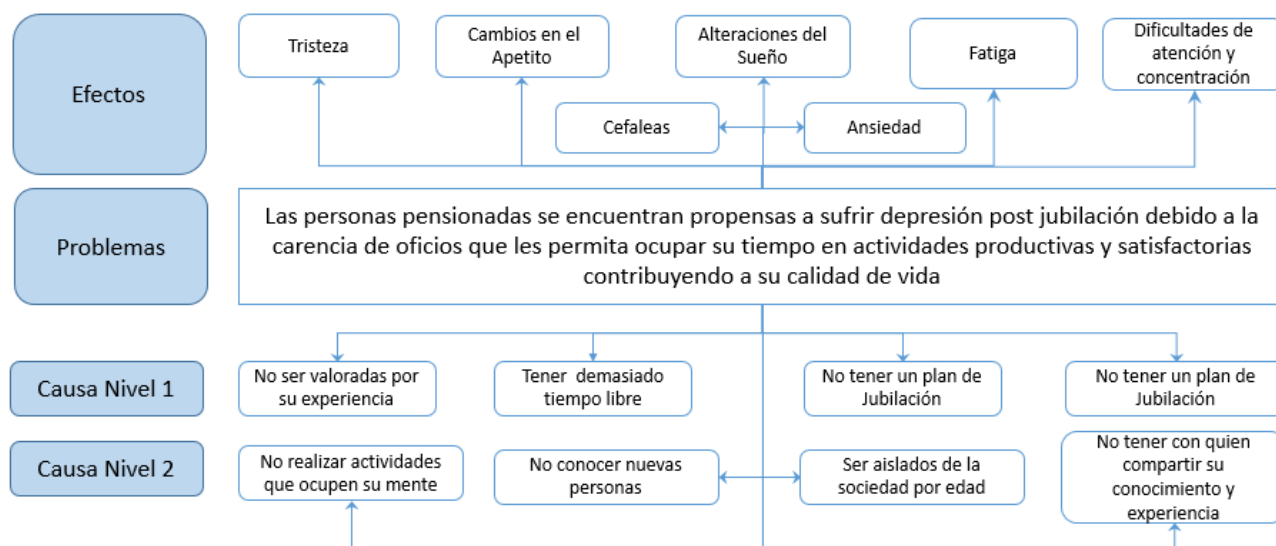 Efectos
Tristeza
Cambios en el
Apetito
Alteraciones del
Sueño
Fatiga
Dificultades de
atención y
concentración
Cefaleas
Ansiedad
Problemas
Las personas pensionadas se encuentran propensas a sufrir depresión post jubilación debido a la
carencia de oficios que les permita ocupar su tiempo en actividades productivas y satisfactorias
contribuyendo a su calidad de vida
Causa Nivel 1
No ser valoradas por
su experiencia
Tener demasiado
tiempo libre
No tener un plan de
Jubilación
No tener un plan de
Jubilación
Causa Nivel 2
No realizar actividades
que ocupen su mente
No conocer nuevas
personas
Ser aislados de la
sociedad por edad
No tener con quien
compartir su
conocimiento y
experiencia